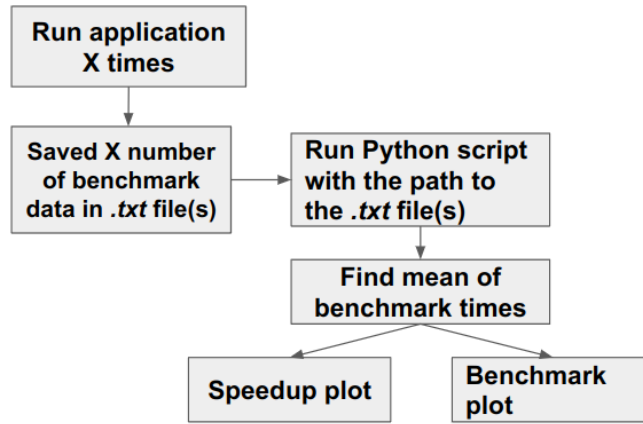 Run application
X times
Saved X number
of benchmark
data in .txt file(s)
Run Python script
with the path to
the .txt file(s)
Find mean of
benchmark times
Speedup plot
Benchmark
plot